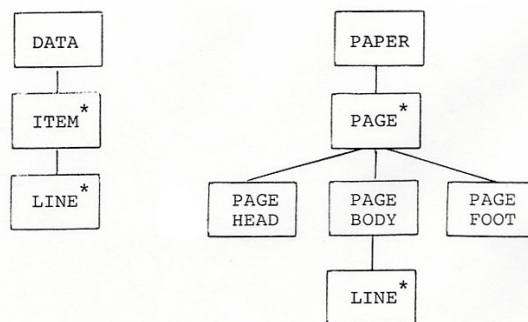 DATA
ITEM*
LINE*
PAPER
PAGE*
PAGE
HEAD
PAGE
BODY
PAGE
FOOT
LINE*